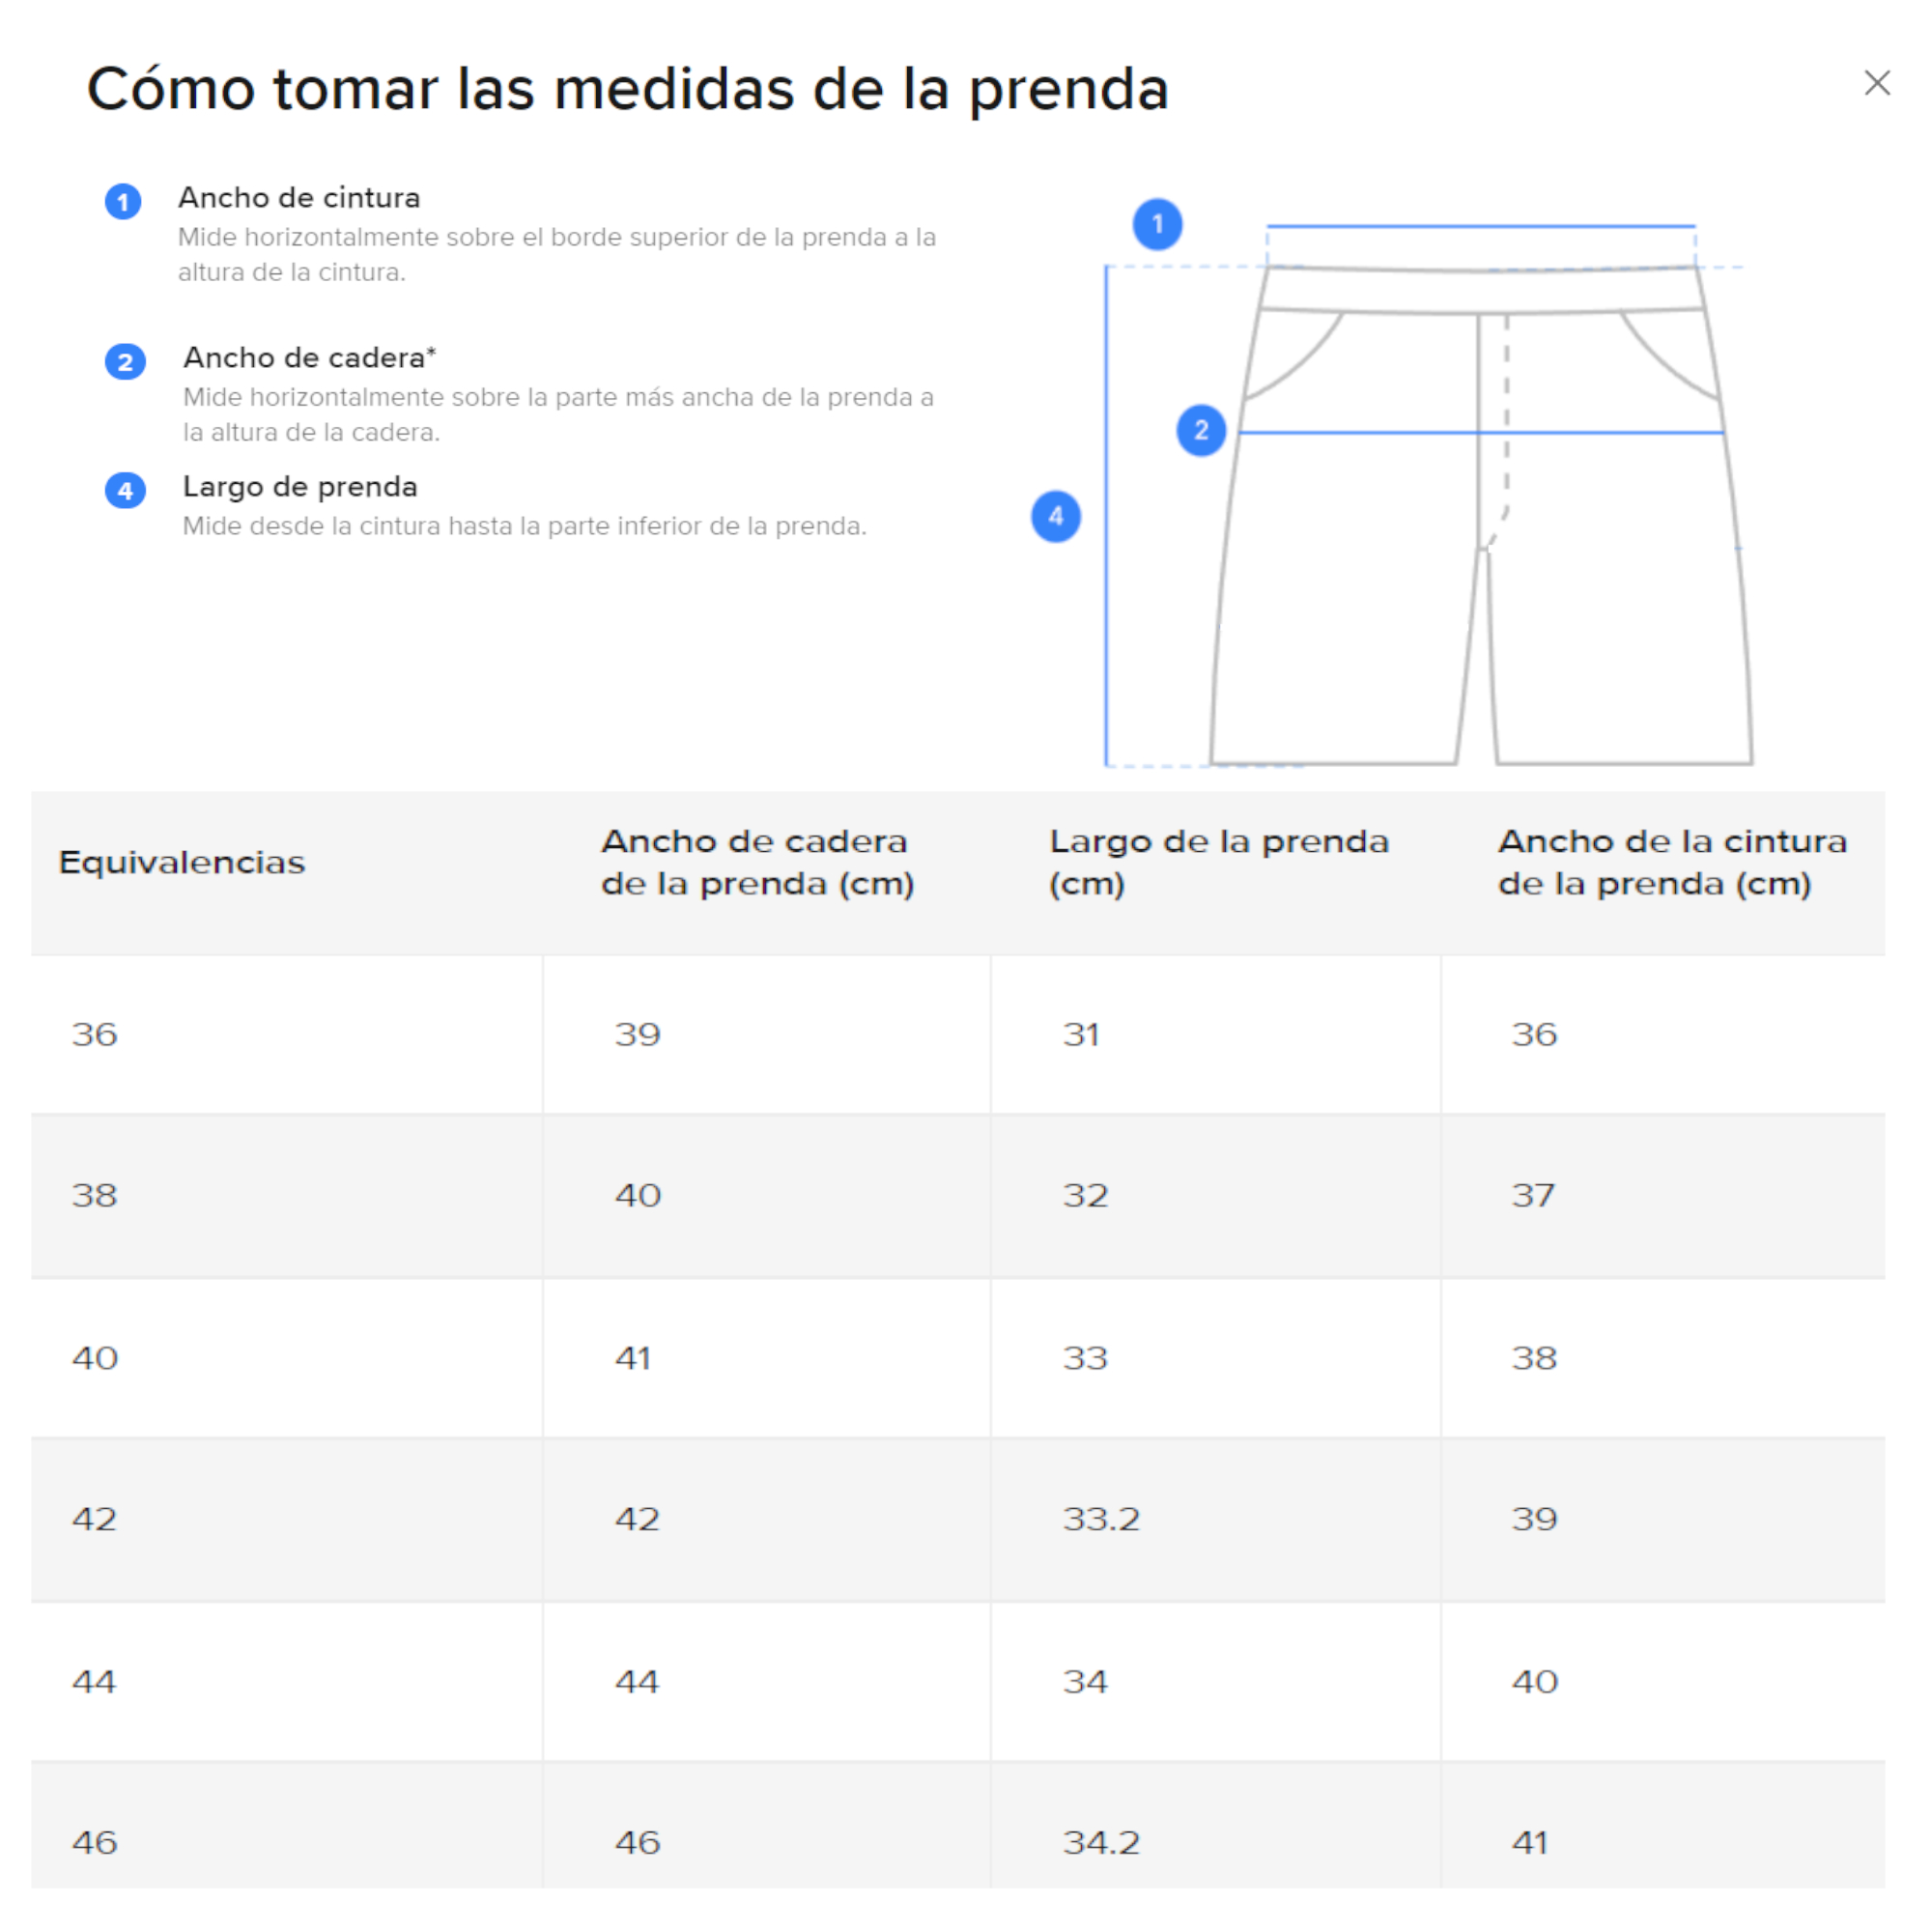 Cómo tomar las medidas de la prenda
1 Ancho de cintura
Mide horizontalmente sobre el borde superior de la prenda a la
altura de la cintura.
2 Ancho de cadera*
Mide horizontalmente sobre la parte más ancha de la prenda a
la altura de la cadera.
4 Largo de prenda
Mide desde la cintura hasta la parte inferior de la prenda.
1
2
4
Equivalencias
Ancho de cadera
de la prenda (cm)
Largo de la prenda
(cm)
Ancho de la cintura
de la prenda (cm)
36 39 31 36
38 40 32 37
40 41 33 38
42 42 33.2 39
44 44 34 40
46 46 34.2 41